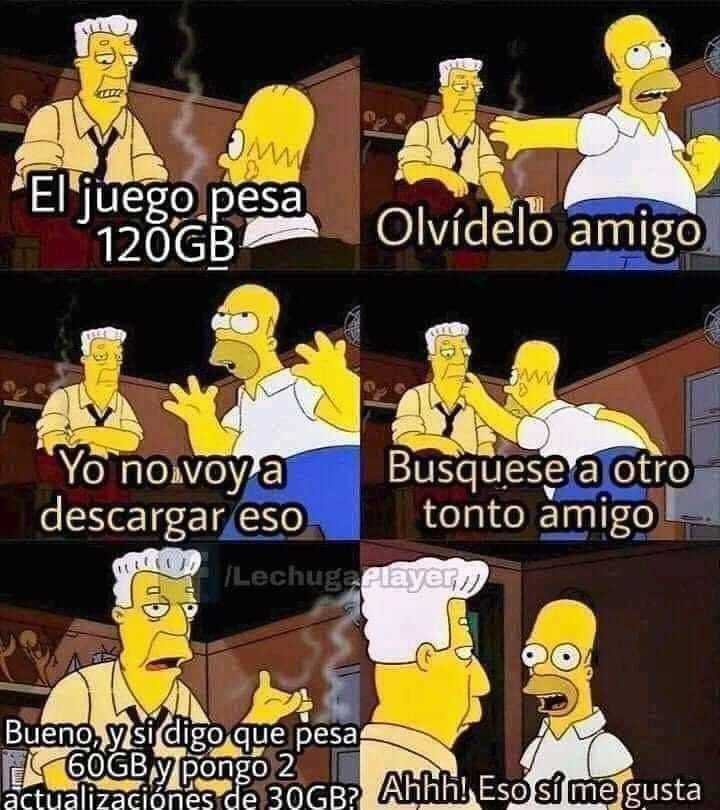 El juego pesa
120GB
Olvídelo amigo
Yo no voy a
descargar eso
Busquese a otro
tonto amigo
f /LechugaPlayer
Bueno, y si digo que pesa
60GB y pongo 2
actualizaciónes de 30GB?
Ahhh! Eso sí me gusta